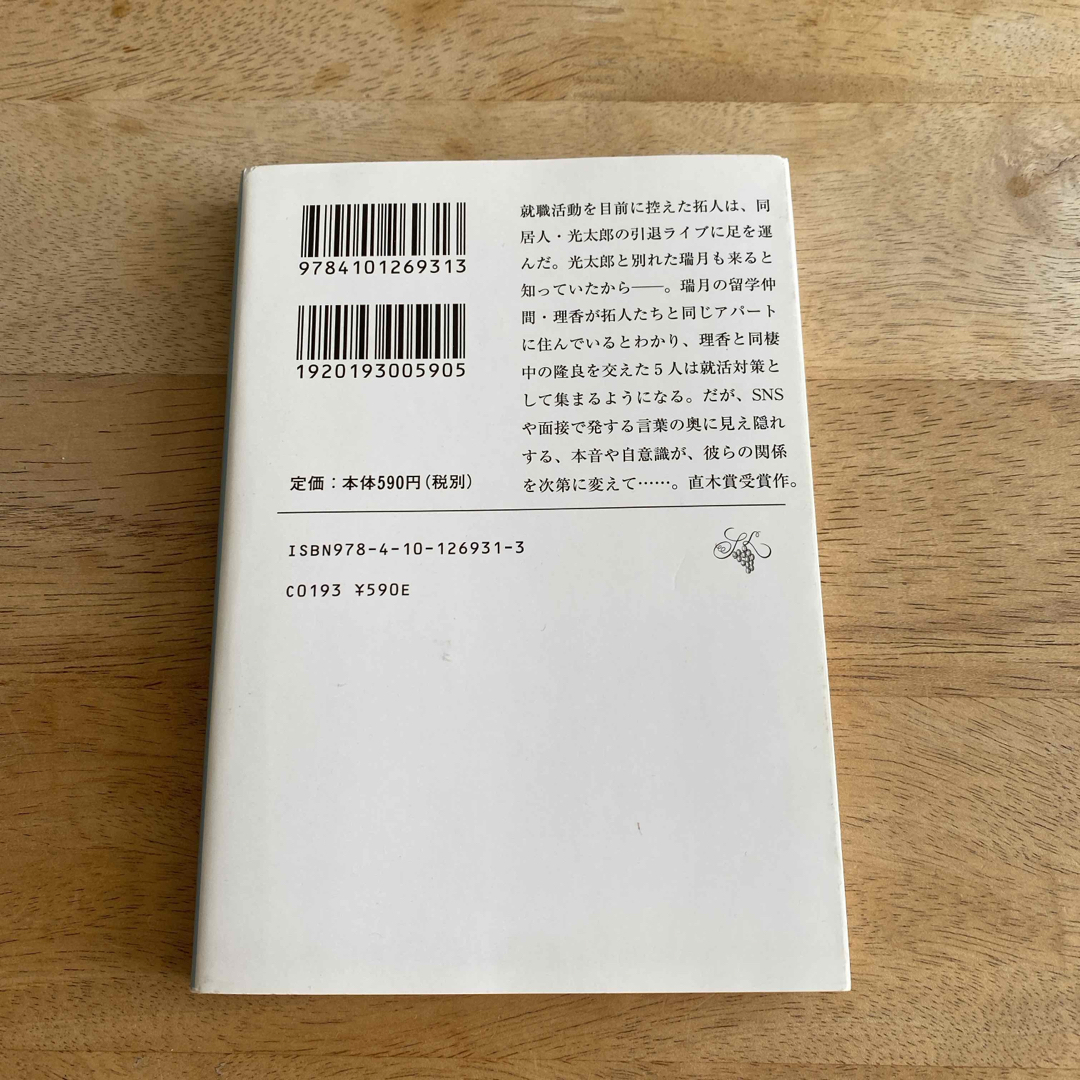 9784101269313
1920193005905
定価：本体590円（税別）
就職活動を目前に控えた拓人は、同
居人・光太郎の引退ライブに足を運
んだ。光太郎と別れた瑞月も来ると
知っていたから――。瑞月の留学仲
間・理香が拓人たちと同じアパート
に住んでいるとわかり、理香と同棲
中の隆良を交えた５人は就活対策と
して集まるようになる。だが、SNS
や面接で発する言葉の奥に見え隠れ
する、本音や自意識が、彼らの関係
を次第に変えて……。直木賞受賞作。
ISBN978-4-10-126931-3
C0193 ¥590E